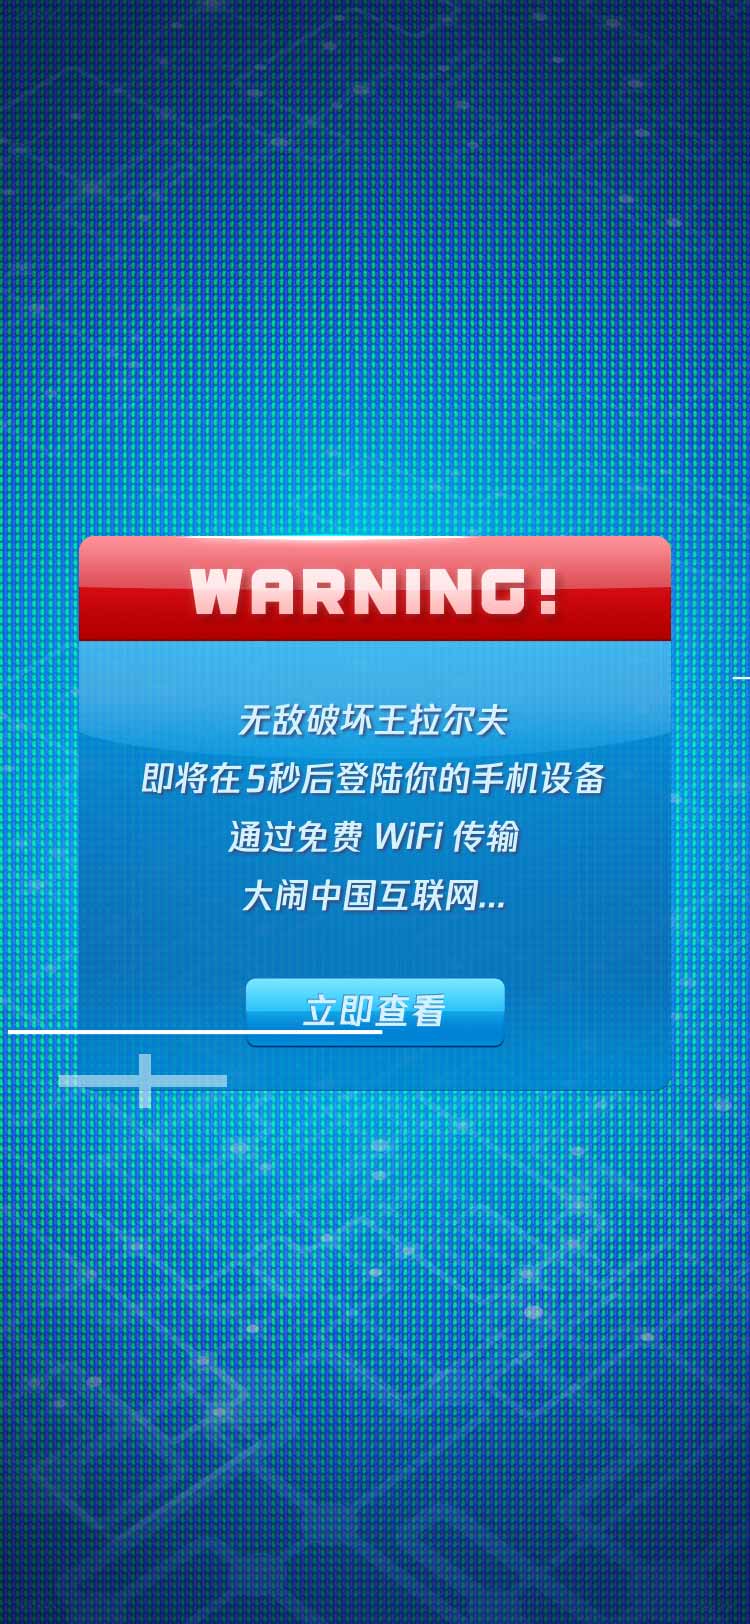 WARNING!
无敌破坏王拉尔夫
即将在5秒后登陆你的手机设备
通过免费 WiFi 传输
大闹中国互联网...
立即查看